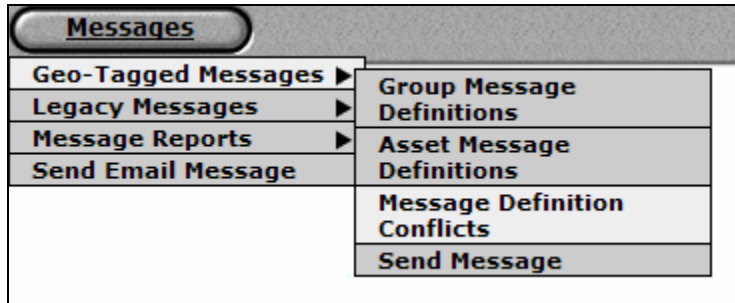 Messages
Geo-Tagged Messages
Legacy Messages
Message Reports
Send Email Message
Group Message
Definitions
Asset Message
Definitions
Message Definition
Conflicts
Send Message